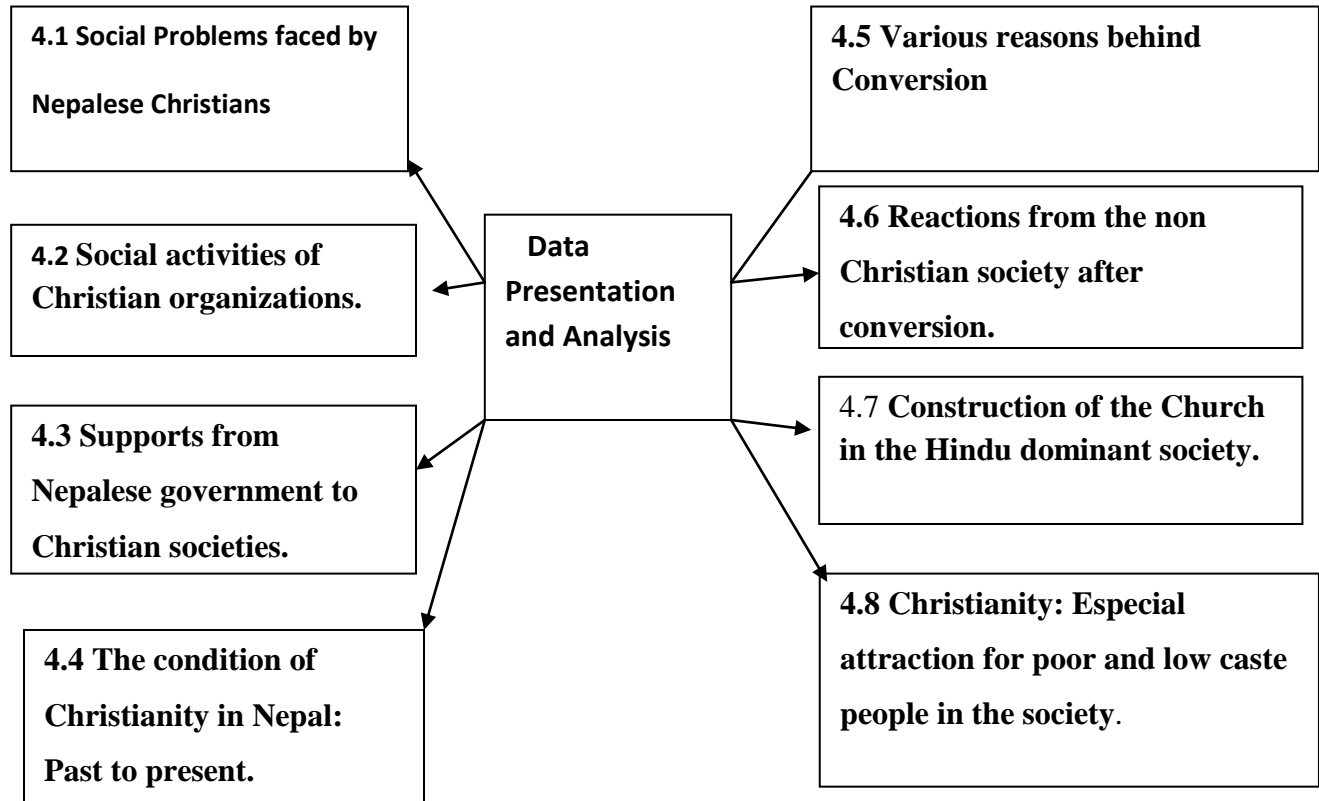 4.1 Social Problems faced by
Nepalese Christians
4.2 Social activities of
Christian organizations.
4.3 Supports from
Nepalese government to
Christian societies.
4.4 The condition of
Christianity in Nepal:
Past to present.
Data
Presentation
and Analysis
4.5 Various reasons behind
Conversion
4.6 Reactions from the non
Christian society after
conversion.
4.7 Construction of the Church
in the Hindu dominant society.
4.8 Christianity: Especial
attraction for poor and low caste
people in the society.